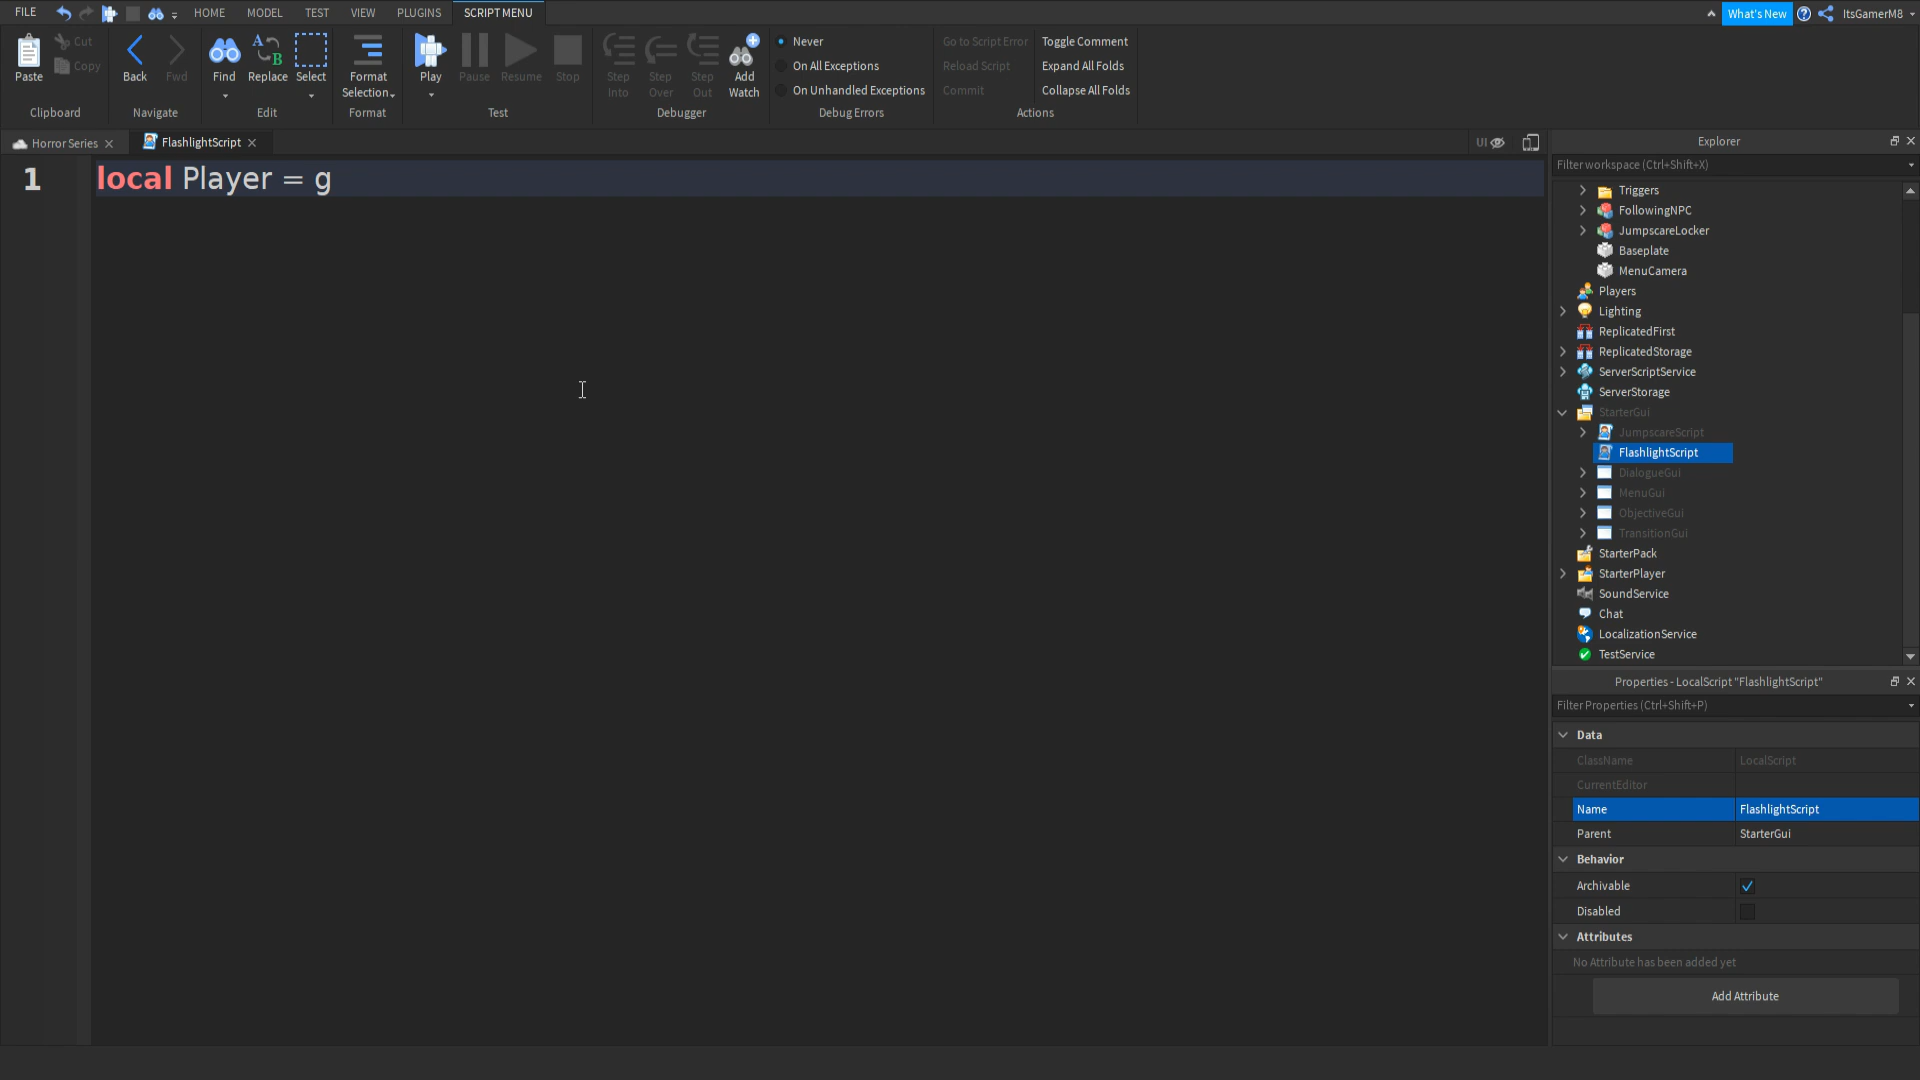 FILE HOME MODEL TEST VIEW PLUGINS SCRIPT MENU What's New ItsGamerM8
Paste Cut Copy Back Fwd Find Replace Select Format Selection Play Pause Resume Stop Step Into Step Over Step Out Add Watch
Never
On All Exceptions
On Unhandled Exceptions
Go to Script Error Toggle Comment
Reload Script Expand All Folds
Commit Collapse All Folds
Clipboard Navigate Edit Format Test Debugger Debug Errors Actions
Horror Series FlashlightScript UI
1 local Player = g
Explorer
Filter workspace (Ctrl+Shift+X)
Triggers
FollowingNPC
JumpscareLocker
Baseplate
MenuCamera
Players
Lighting
ReplicatedFirst
ReplicatedStorage
ServerScriptService
ServerStorage
StarterGui
JumpscareScript
FlashlightScript
DialogueGui
MenuGui
ObjectiveGui
TransitionGui
StarterPack
StarterPlayer
SoundService
Chat
LocalizationService
TestService
Properties - LocalScript "FlashlightScript"
Filter Properties (Ctrl+Shift+P)
Data
ClassName LocalScript
CurrentEditor
Name FlashlightScript
Parent StarterGui
Behavior
Archivable
Disabled
Attributes
No Attribute has been added yet
Add Attribute